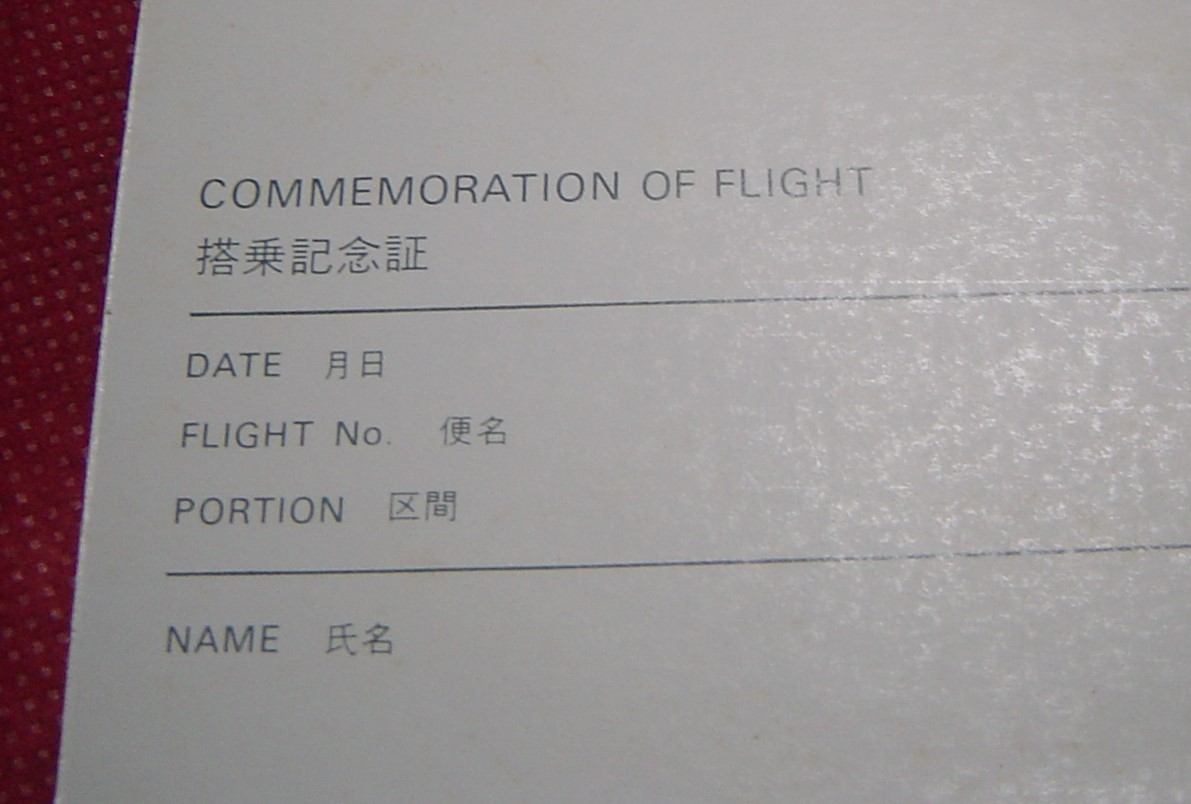 COMMEMORATION OF FLIGHT
搭乗記念証
DATE 月日
FLIGHT No. 便名
PORTION 区間
NAME 氏名